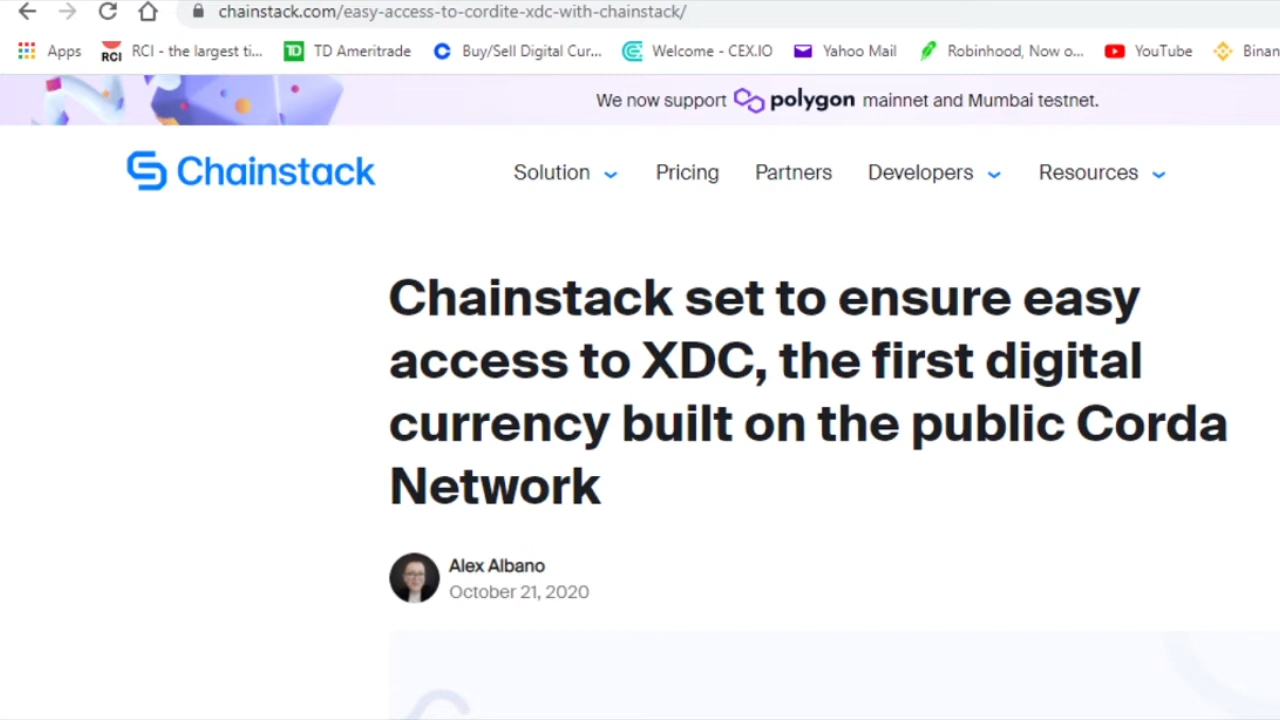 chainstack.com/easy-access-to-cordite-xdc-with-chainstack/
Apps RCI - the largest ti... TD Ameritrade Buy/Sell Digital Cur... Welcome - CEX.IO Yahoo Mail Robinhood, Now o... YouTube Binan
We now support polygon mainnet and Mumbai testnet.
Chainstack Solution Pricing Partners Developers Resources
Chainstack set to ensure easy
access to XDC, the first digital
currency built on the public Corda
Network
Alex Albano
October 21, 2020